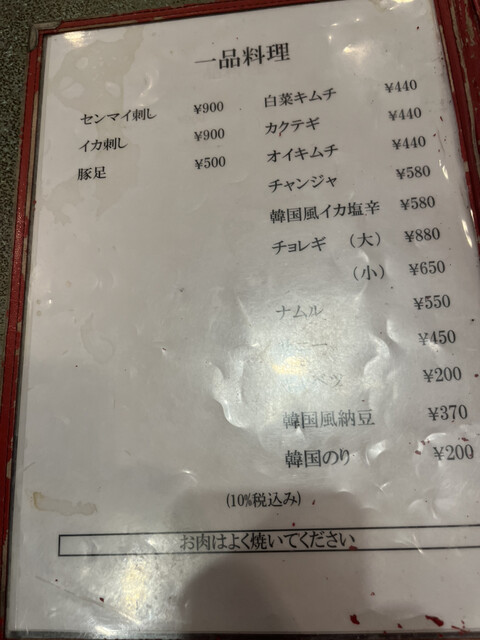 一品料理
センマイ刺し ¥900
イカ刺し ¥900
豚足 ¥500
白菜キムチ ¥440
カクテギ ¥440
オイキムチ ¥440
チャンジャ ¥580
韓国風イカ塩辛 ¥580
チョレギ （大） ¥880
（小） ¥650
ナムル ¥550
¥450
¥200
韓国風納豆 ¥370
韓国のり ¥200
(10%税込み)
お肉はよく焼いてください